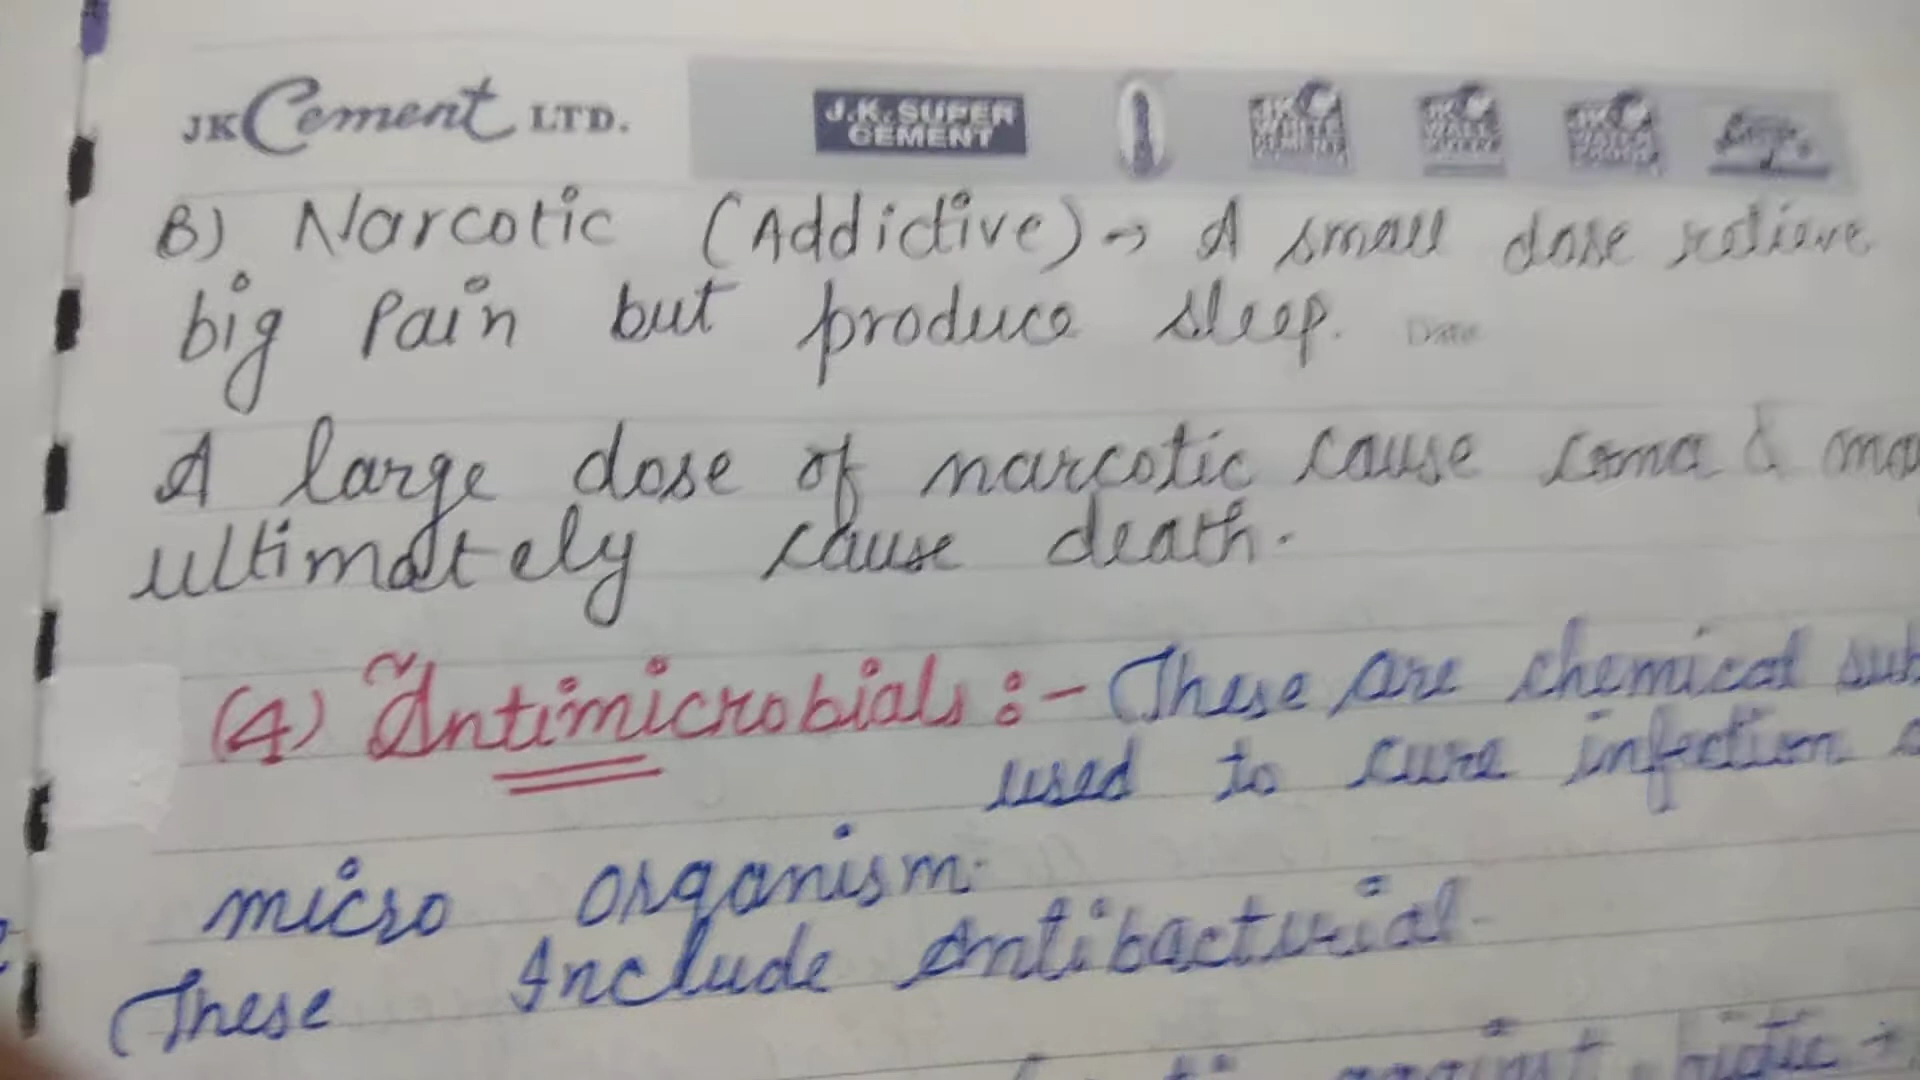 JK Cement LTD.
J.K. SUPER CEMENT
B) Narcotic (Addictive) → A small dose relieve
big Pain but produce sleep.
Date
A large dose of narcotic cause coma &
ultimately cause death.
(4) Antimicrobials :- These are chemical
used to cure infection
micro organism.
These Include Antibacterial
against